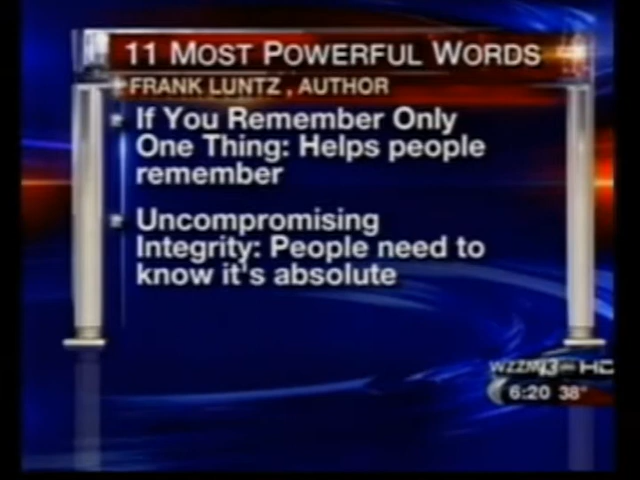 11 MOST POWERFUL WORDS
FRANK LUNTZ , AUTHOR
If You Remember Only
One Thing: Helps people
remember
Uncompromising
Integrity: People need to
know it's absolute
WZZM13 HD
6:20 38°